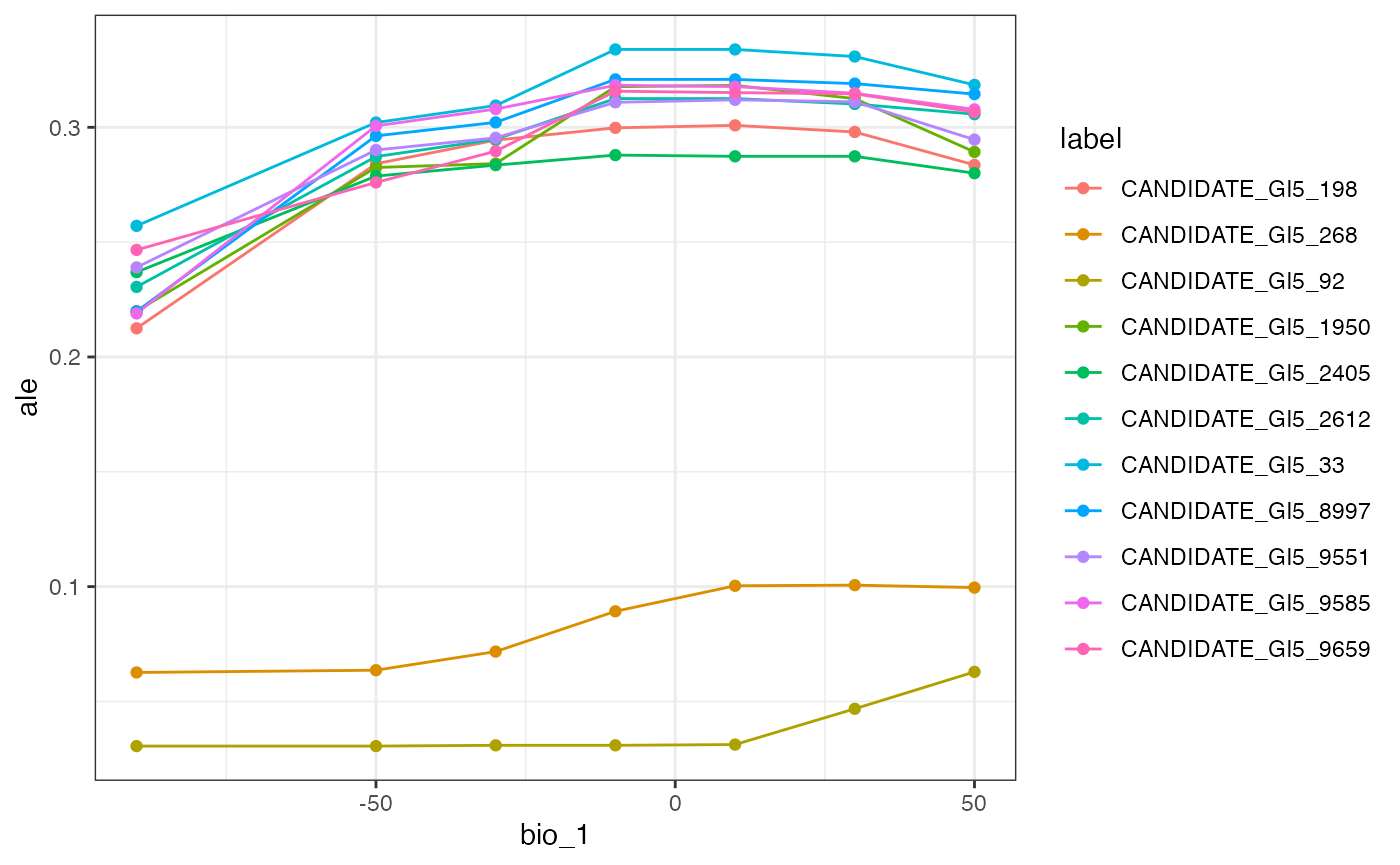 ale
0.3
0.2
0.1
-50
0
50
bio_1
label
CANDIDATE_GI5_198
CANDIDATE_GI5_268
CANDIDATE_GI5_92
CANDIDATE_GI5_1950
CANDIDATE_GI5_2405
CANDIDATE_GI5_2612
CANDIDATE_GI5_33
CANDIDATE_GI5_8997
CANDIDATE_GI5_9551
CANDIDATE_GI5_9585
CANDIDATE_GI5_9659